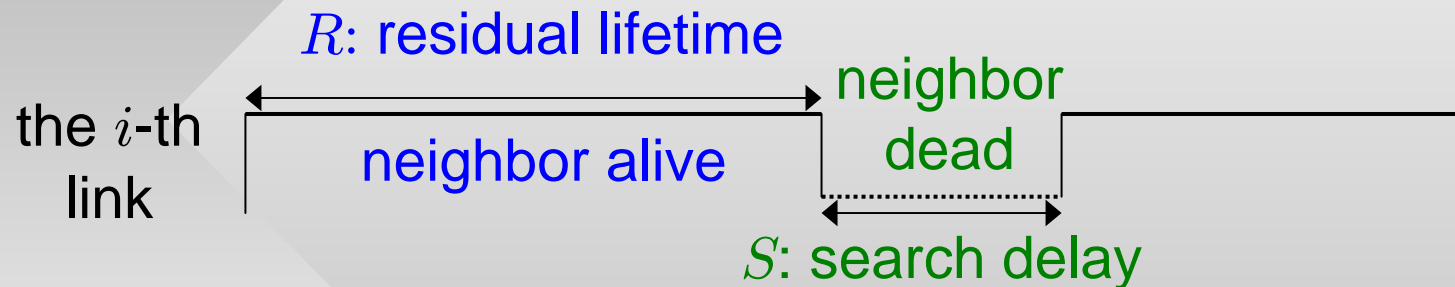 R: residual lifetime
the i-th
link
neighbor alive
neighbor
dead
S: search delay